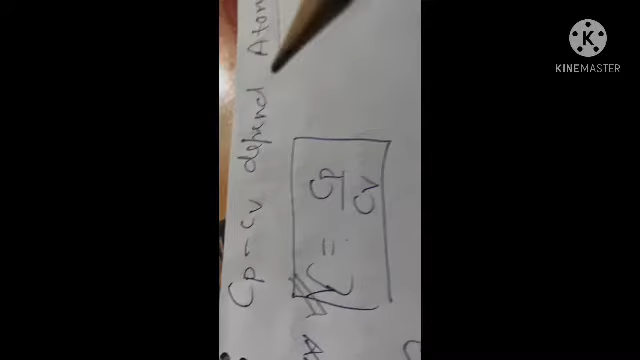 Cp - Cv depend Atom
Cp / Cv = γ
KINEMASTER